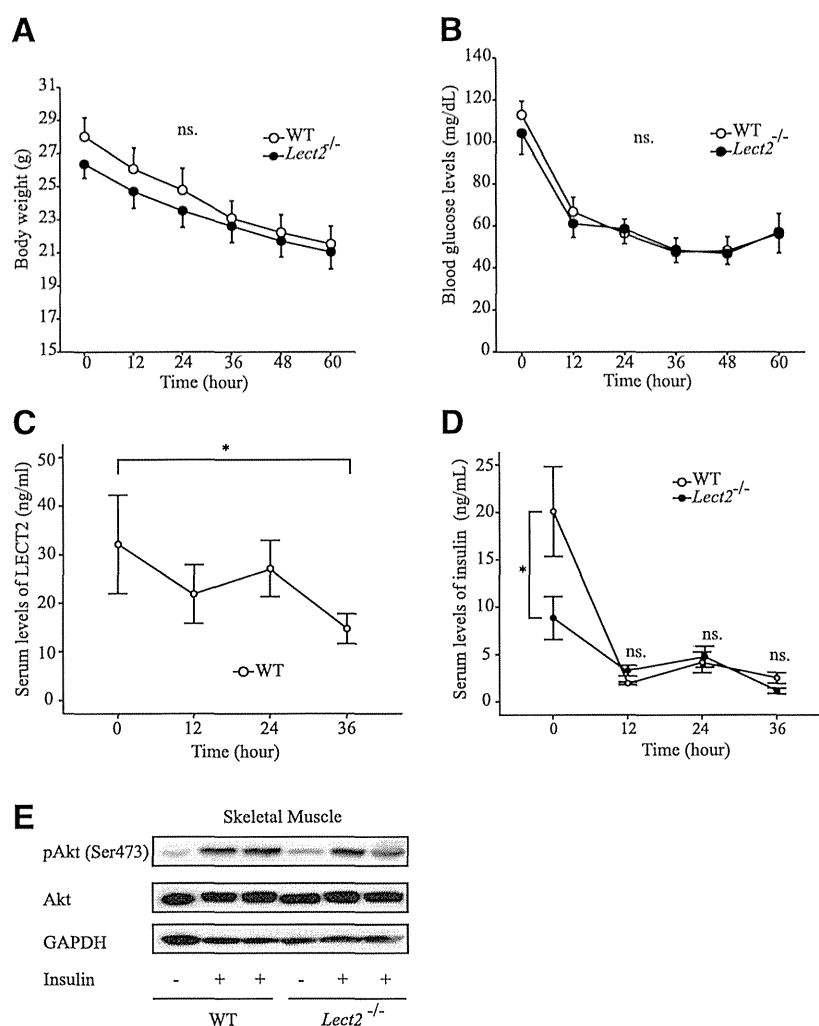 A
31
29
27
25
23
21
19
17
15
Body weight (g)
ns.
WT
Lect2-/-
0 12 24 36 48 60
Time (hour)
B
140
120
100
80
60
40
20
0
Blood glucose levels (mg/dL)
ns.
WT
Lect2-/-
0 12 24 36 48 60
Time (hour)
C
50
40
30
20
10
0
Serum levels of LECT2 (ng/ml)
*
WT
0 12 24 36
Time (hour)
D
25
20
15
10
5
0
Serum levels of insulin (ng/mL)
WT
Lect2-/-
*
ns. ns. ns.
0 12 24 36
Time (hour)
E
Skeletal Muscle
pAkt (Ser473)
Akt
GAPDH
Insulin - + + - + +
WT Lect2-/-